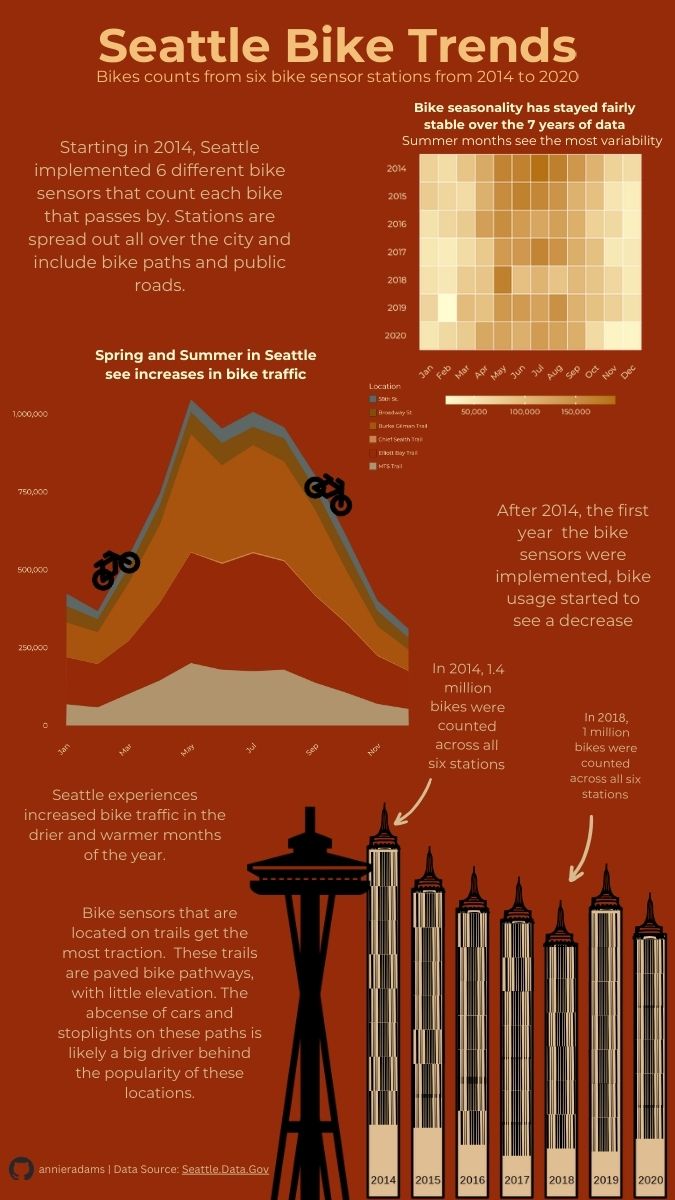 Seattle Bike Trends
Bikes counts from six bike sensor stations from 2014 to 2020
Starting in 2014, Seattle
implemented 6 different bike
sensors that count each bike
that passes by. Stations are
spread out all over the city and
include bike paths and public
roads.
Bike seasonality has stayed fairly
stable over the 7 years of data
Summer months see the most variability
2014
2015
2016
2017
2018
2019
2020
Jan Feb Mar Apr May Jun Jul Aug Sep Oct Nov Dec
50,000 100,000 150,000
Spring and Summer in Seattle
see increases in bike traffic
1,000,000
750,000
500,000
250,000
0
Jan Mar May Jul Sep Nov
Location
58th St.
Broadway St
Burke Gilman Trail
Chief Sealth Trail
Elliott Bay Trail
MTS Trail
After 2014, the first
year the bike
sensors were
implemented, bike
usage started to
see a decrease
In 2014, 1.4
million
bikes were
counted
across all
six stations
In 2018,
1 million
bikes were
counted
across all six
stations
Seattle experiences
increased bike traffic in the
drier and warmer months
of the year.
Bike sensors that are
located on trails get the
most traction. These trails
are paved bike pathways,
with little elevation. The
abcense of cars and
stoplights on these paths is
likely a big driver behind
the popularity of these
locations.
2014 2015 2016 2017 2018 2019 2020
annieradams | Data Source: Seattle.Data.Gov